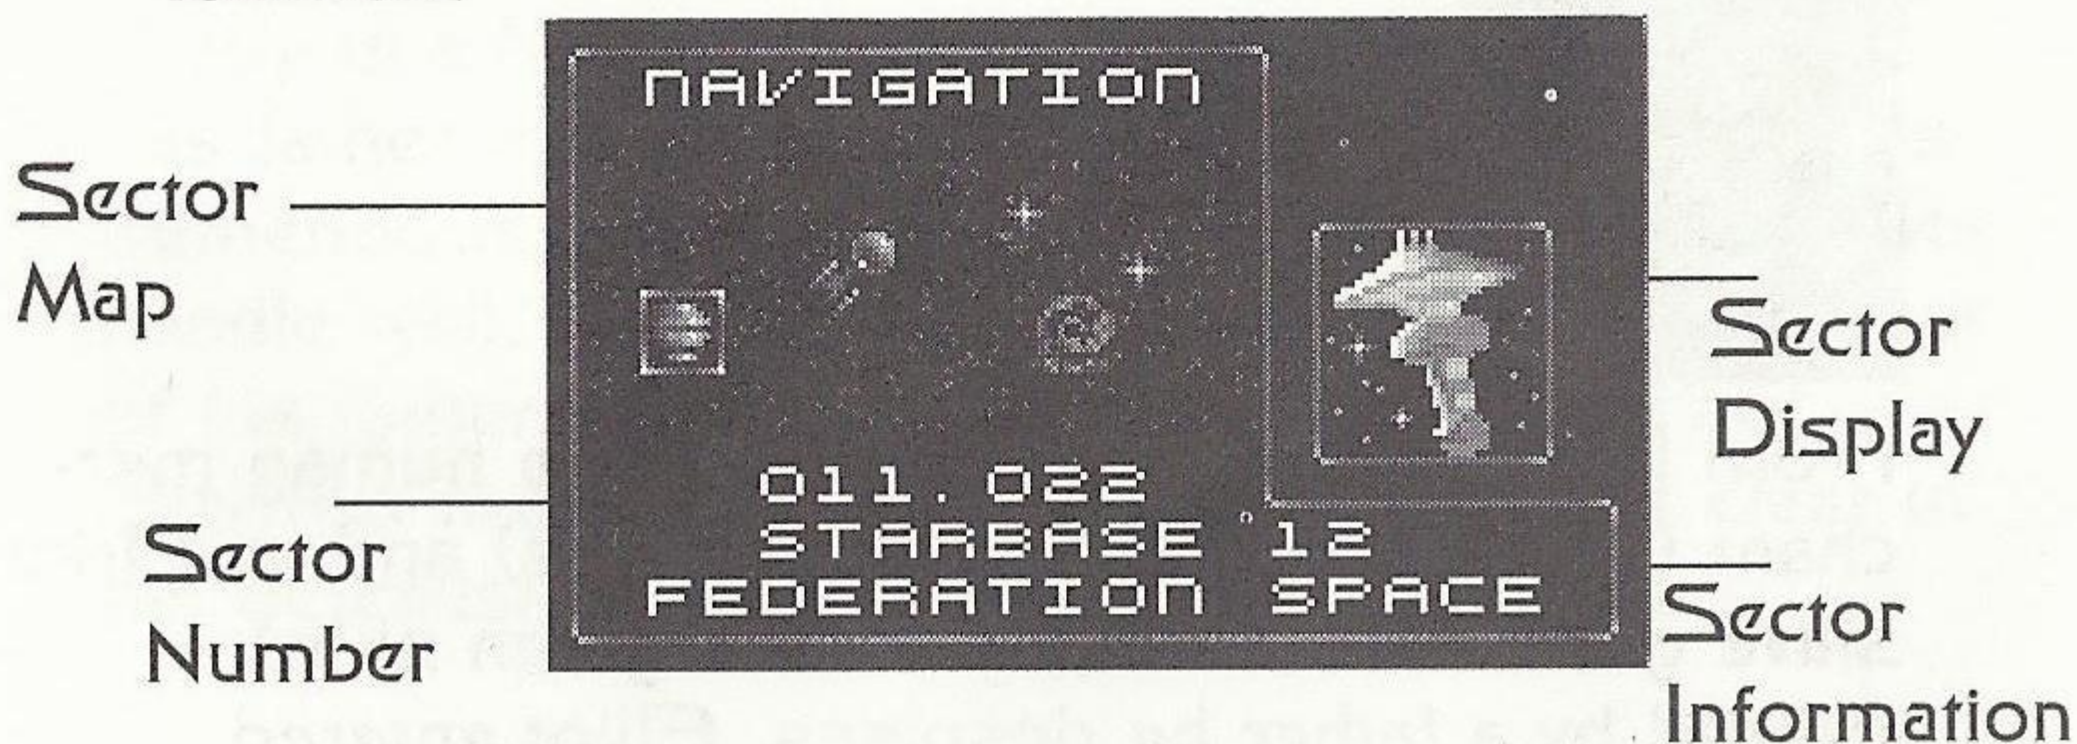 NAVIGATION
Sector
Map
Sector
Display
011.022
STARBASE 12
FEDERATION SPACE
Sector
Number
Sector
Information